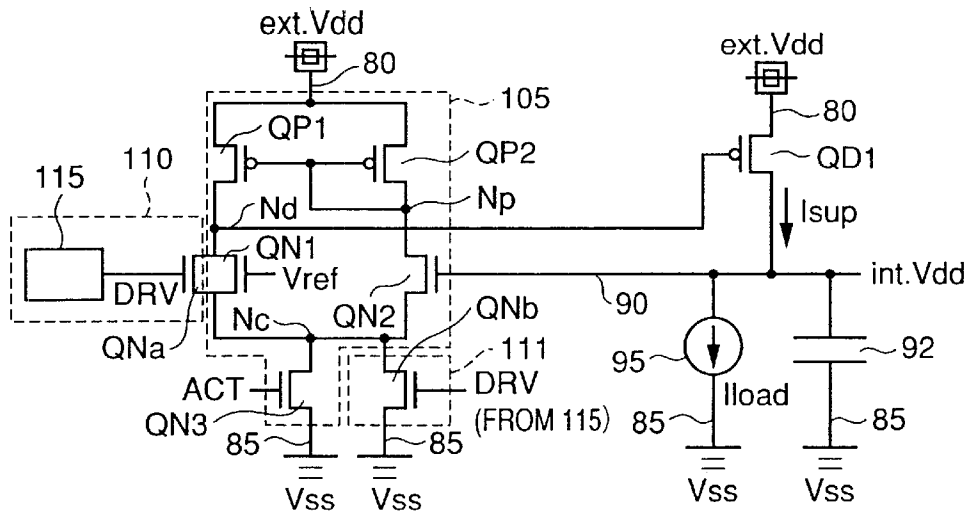 ext.Vdd
80
ext.Vdd
80
105
QP1
QP2
QD1
110
115
Nd
Np
Isup
QN1
Vref
DRV
QNa
QN2
90
int.Vdd
Nc
QNb
111
95
92
ACT
DRV
(FROM 115)
Iload
QN3
85
85
85
85
Vss
Vss
Vss
Vss